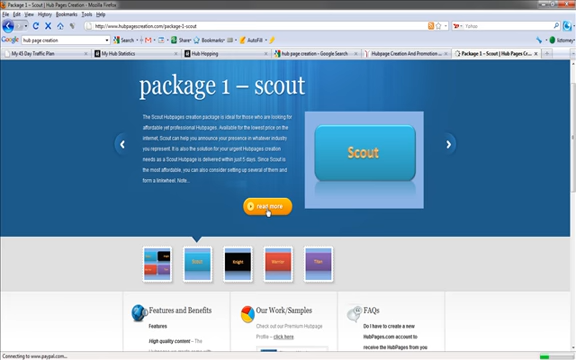 Package 1 – Scout | Hub Pages Creation - Mozilla Firefox
File Edit View History Bookmarks Tools Help
http://www.hubpagescreation.com/package-1-scout
Yahoo
Google hub page creation Search Share Bookmarks AutoFill
My 45 Day Traffic Plan My Hub Statistics Hub Hopping hub page creation - Google Search Hubpage Creation And Promotion ... Package 1 – Scout | Hub Pages Cr...
package 1 – scout
The Scout Hubpages creation package is ideal for those who are looking for
affordable yet professional Hubpages. Available for the lowest price on the
internet, Scout can help you announce your presence in whatever industry
you represent. It is also the solution for your urgent Hubpages creation
needs as a Scout Hubpage is delivered within just 5 days. Since Scout is
the most affordable, you can also consider setting up several of them and
form a linkwheel. Note...
Scout
read more
Scout Knight Warrior Titan
Features and Benefits
Features
High quality content – The
Our Work/Samples
Check out our Premium Hubpage
Profile – click here
FAQs
Do I have to create a new
HubPages.com account to
receive the HubPages from you
Connecting to www.paypal.com...